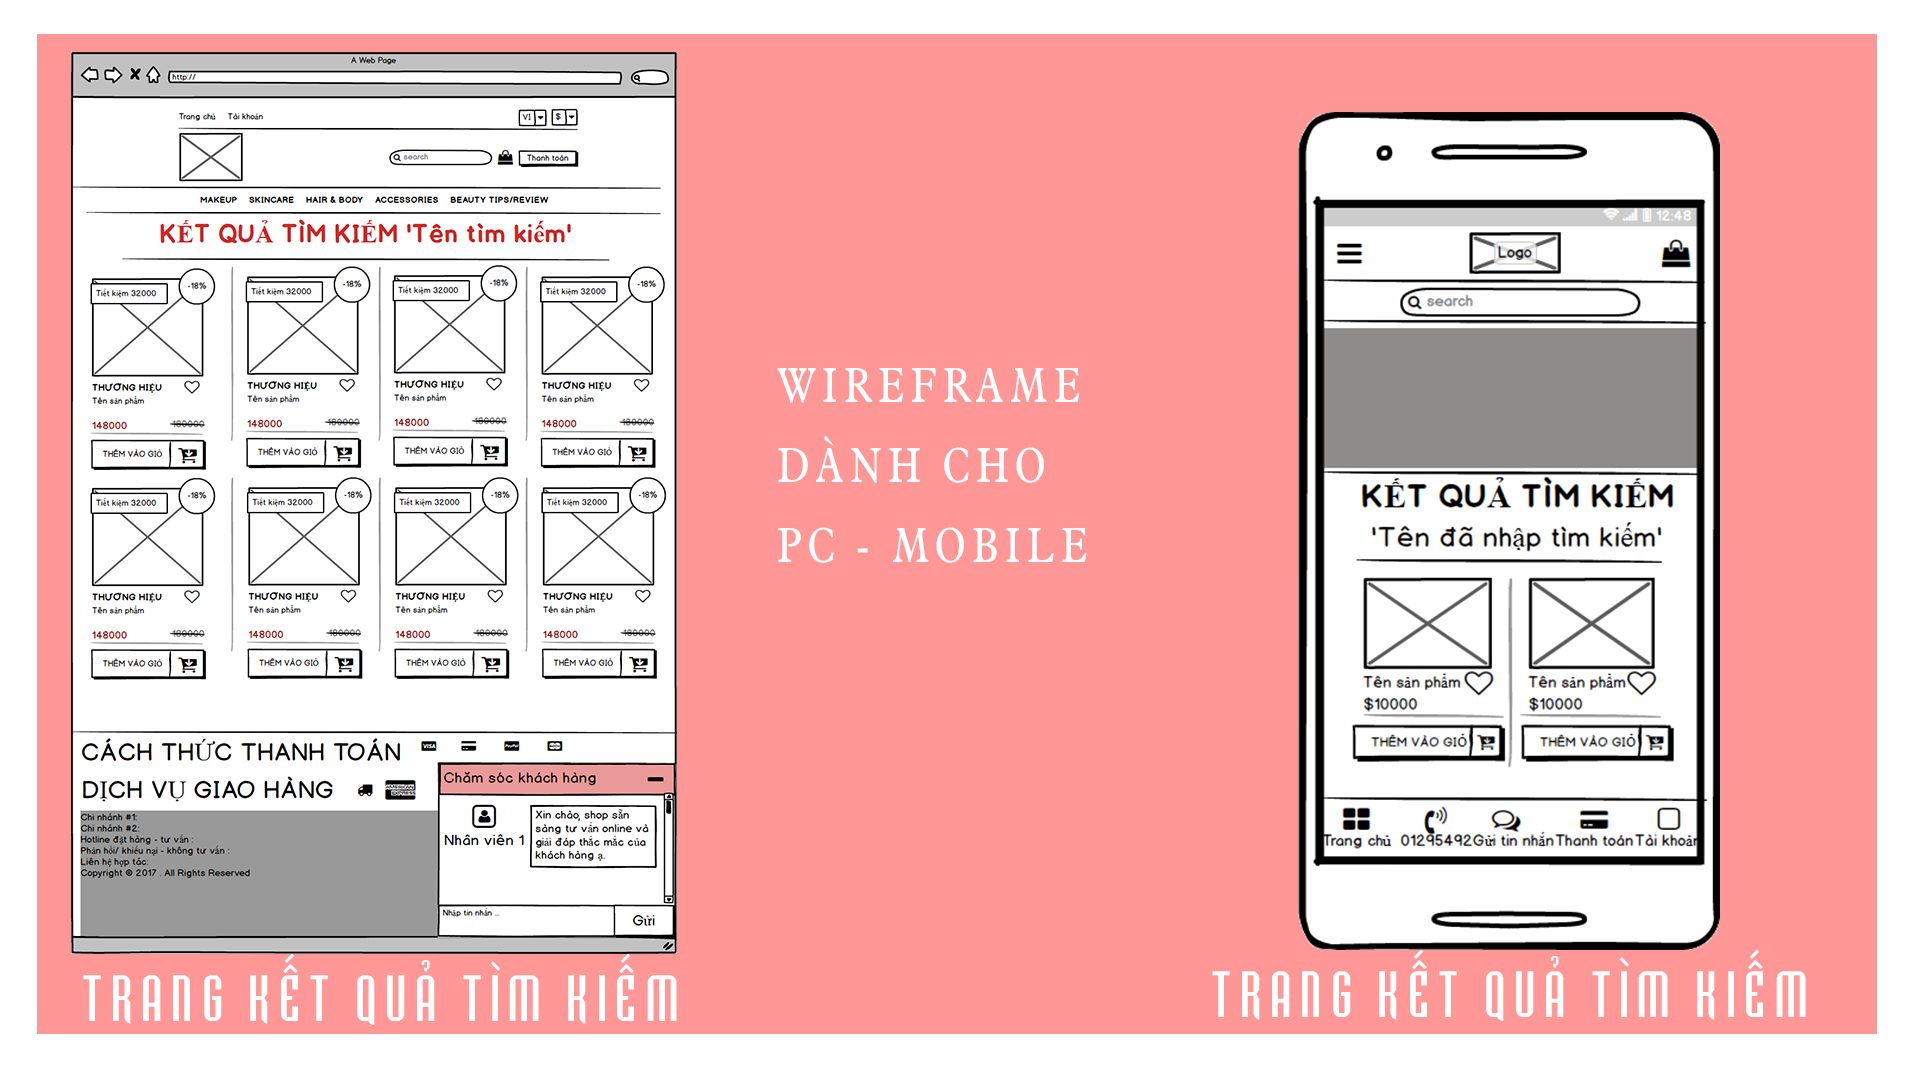 A Web Page
http://
Trang chủ Tài khoản VI $
search Thanh toán
MAKEUP SKINCARE HAIR & BODY ACCESSORIES BEAUTY TIPS/REVIEW
KẾT QUẢ TÌM KIẾM 'Tên tìm kiếm'
Tiết kiệm 32000 -18% Tiết kiệm 32000 -18% Tiết kiệm 32000 -18% Tiết kiệm 32000 -18%
THƯƠNG HIỆU THƯƠNG HIỆU THƯƠNG HIỆU THƯƠNG HIỆU
Tên sản phẩm Tên sản phẩm Tên sản phẩm Tên sản phẩm
148000 180000 148000 180000 148000 180000 148000 180000
THÊM VÀO GIỎ THÊM VÀO GIỎ THÊM VÀO GIỎ THÊM VÀO GIỎ
Tiết kiệm 32000 -18% Tiết kiệm 32000 -18% Tiết kiệm 32000 -18% Tiết kiệm 32000 -18%
THƯƠNG HIỆU THƯƠNG HIỆU THƯƠNG HIỆU THƯƠNG HIỆU
Tên sản phẩm Tên sản phẩm Tên sản phẩm Tên sản phẩm
148000 180000 148000 180000 148000 180000 148000 180000
THÊM VÀO GIỎ THÊM VÀO GIỎ THÊM VÀO GIỎ THÊM VÀO GIỎ
CÁCH THỨC THANH TOÁN VISA PayPal
DỊCH VỤ GIAO HÀNG AMERICAN EXPRESS
Chi nhánh #1:
Chi nhánh #2:
Hotline đặt hàng - tư vấn :
Phản hồi/ khiếu nại - không tư vấn :
Liên hệ hợp tác:
Copyright © 2017 . All Rights Reserved
Chăm sóc khách hàng
Nhân viên 1
Xin chào, shop sẵn
sàng tư vấn online và
giải đáp thắc mắc của
khách hàng ạ.
Nhập tin nhắn ... Gửi
TRANG KẾT QUẢ TÌM KIẾM
WIREFRAME
DÀNH CHO
PC - MOBILE
12:48
Logo
search
KẾT QUẢ TÌM KIẾM
'Tên đã nhập tìm kiếm'
Tên sản phẩm Tên sản phẩm
$10000 $10000
THÊM VÀO GIỎ THÊM VÀO GIỎ
Trang chủ 01295492 Gửi tin nhắn Thanh toán Tài khoản
TRANG KẾT QUẢ TÌM KIẾM